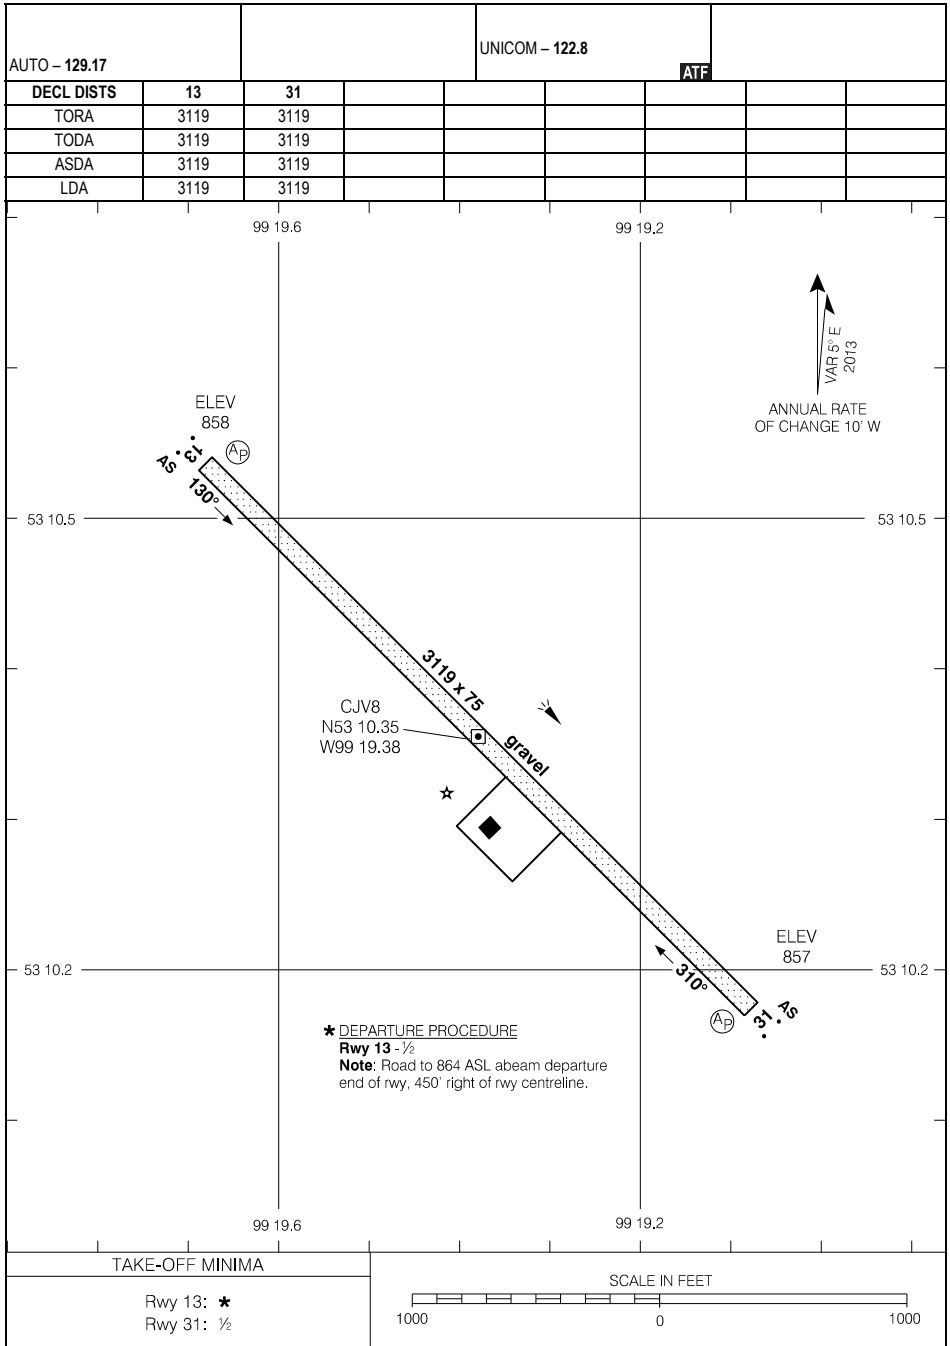 AUTO – 129.17
UNICOM – 122.8
ATF
DECL DISTS 13 31
TORA 3119 3119
TODA 3119 3119
ASDA 3119 3119
LDA 3119 3119
99 19.6 99 19.2
VAR 5° E
2013
ANNUAL RATE
OF CHANGE 10' W
ELEV
858
AP
13
AS
130°
53 10.5 53 10.5
3119 x 75
gravel
CJV8
N53 10.35
W99 19.38
ELEV
857
53 10.2 53 10.2
310°
AP
31
AS
* DEPARTURE PROCEDURE
Rwy 13 - ½
Note: Road to 864 ASL abeam departure
end of rwy, 450' right of rwy centreline.
99 19.6 99 19.2
TAKE-OFF MINIMA
Rwy 13: *
Rwy 31: ½
SCALE IN FEET
1000 0 1000